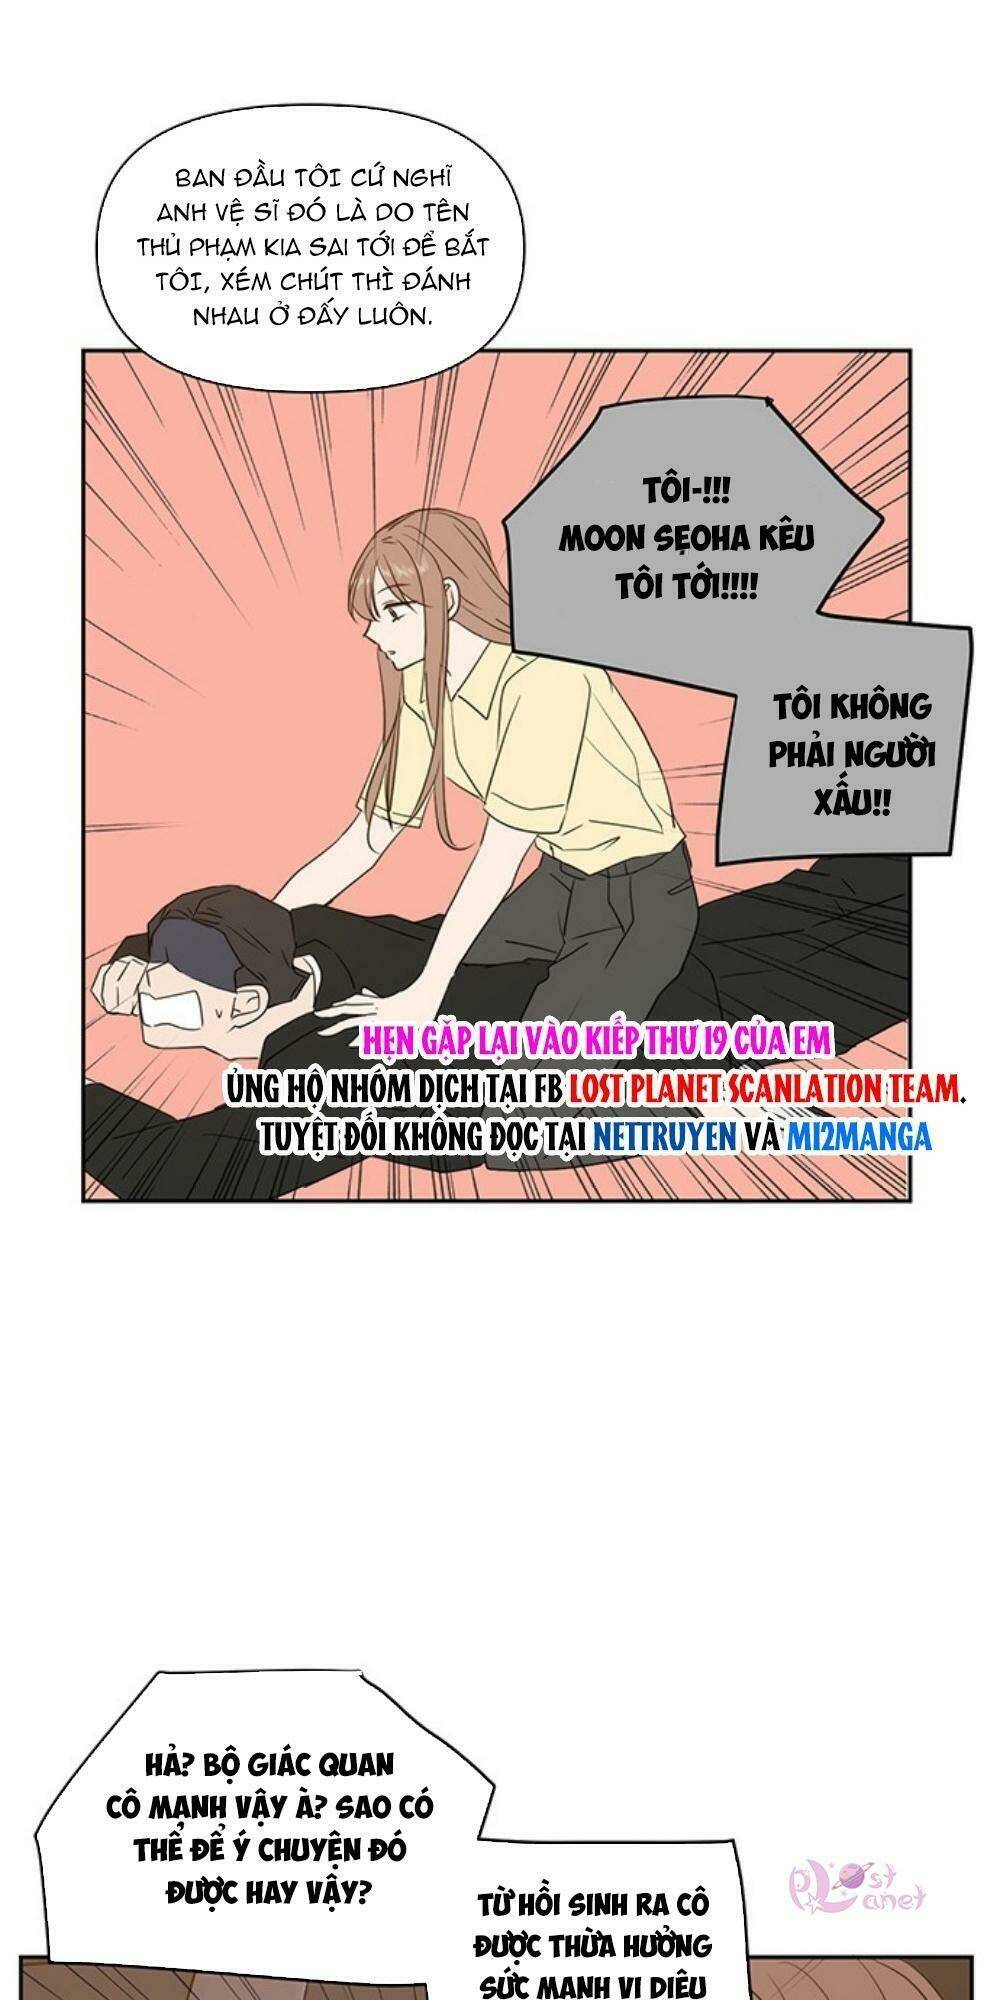 BAN ĐẦU TÔI CỨ NGHĨ
ANH VỆ SĨ ĐÓ LÀ DO TÊN
THỦ PHẠM KIA SAI TỚI ĐỂ BẮT
TÔI, XÉM CHÚT THÌ ĐÁNH
NHAU Ở ĐẤY LUÔN.
TÔI-!!!
MOON SẸOHA KÊU
TÔI TỚI!!!!
TÔI KHÔNG
PHẢI NGƯỜI
XẤU!!
HẸN GẶP LẠI VÀO KIẾP THƯ 19 CỦA EM
ỦNG HỘ NHÓM DỊCH TẠI FB LOST PLANET SCANLATION TEAM.
TUYỆT ĐỐI KHÔNG ĐỌC TẠI NETTRUYEN VÀ MI2MANGA
HẢ? BỘ GIÁC QUAN
CÔ MẠNH VẬY À? SAO CÓ
THỂ ĐỂ Ý CHUYỆN ĐÓ
ĐƯỢC HAY VẬY?
Lost
Planet
TỪ HỒI SINH RA CÔ
ĐƯỢC THỪA HƯỞNG
SỨC MẠNH VI DIỆU